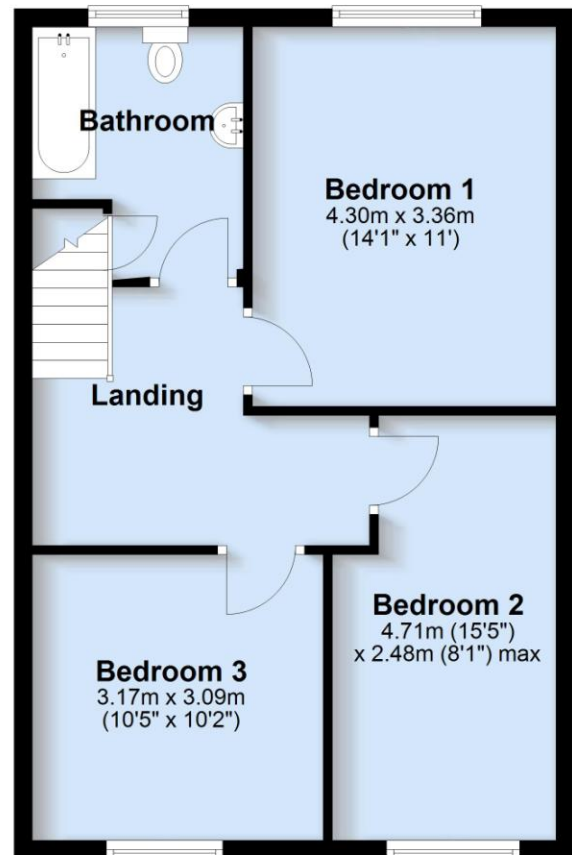 Bathroom
Bedroom 1
4.30m x 3.36m
(14'1" x 11')
Landing
Bedroom 2
4.71m (15'5")
x 2.48m (8'1") max
Bedroom 3
3.17m x 3.09m
(10'5" x 10'2")